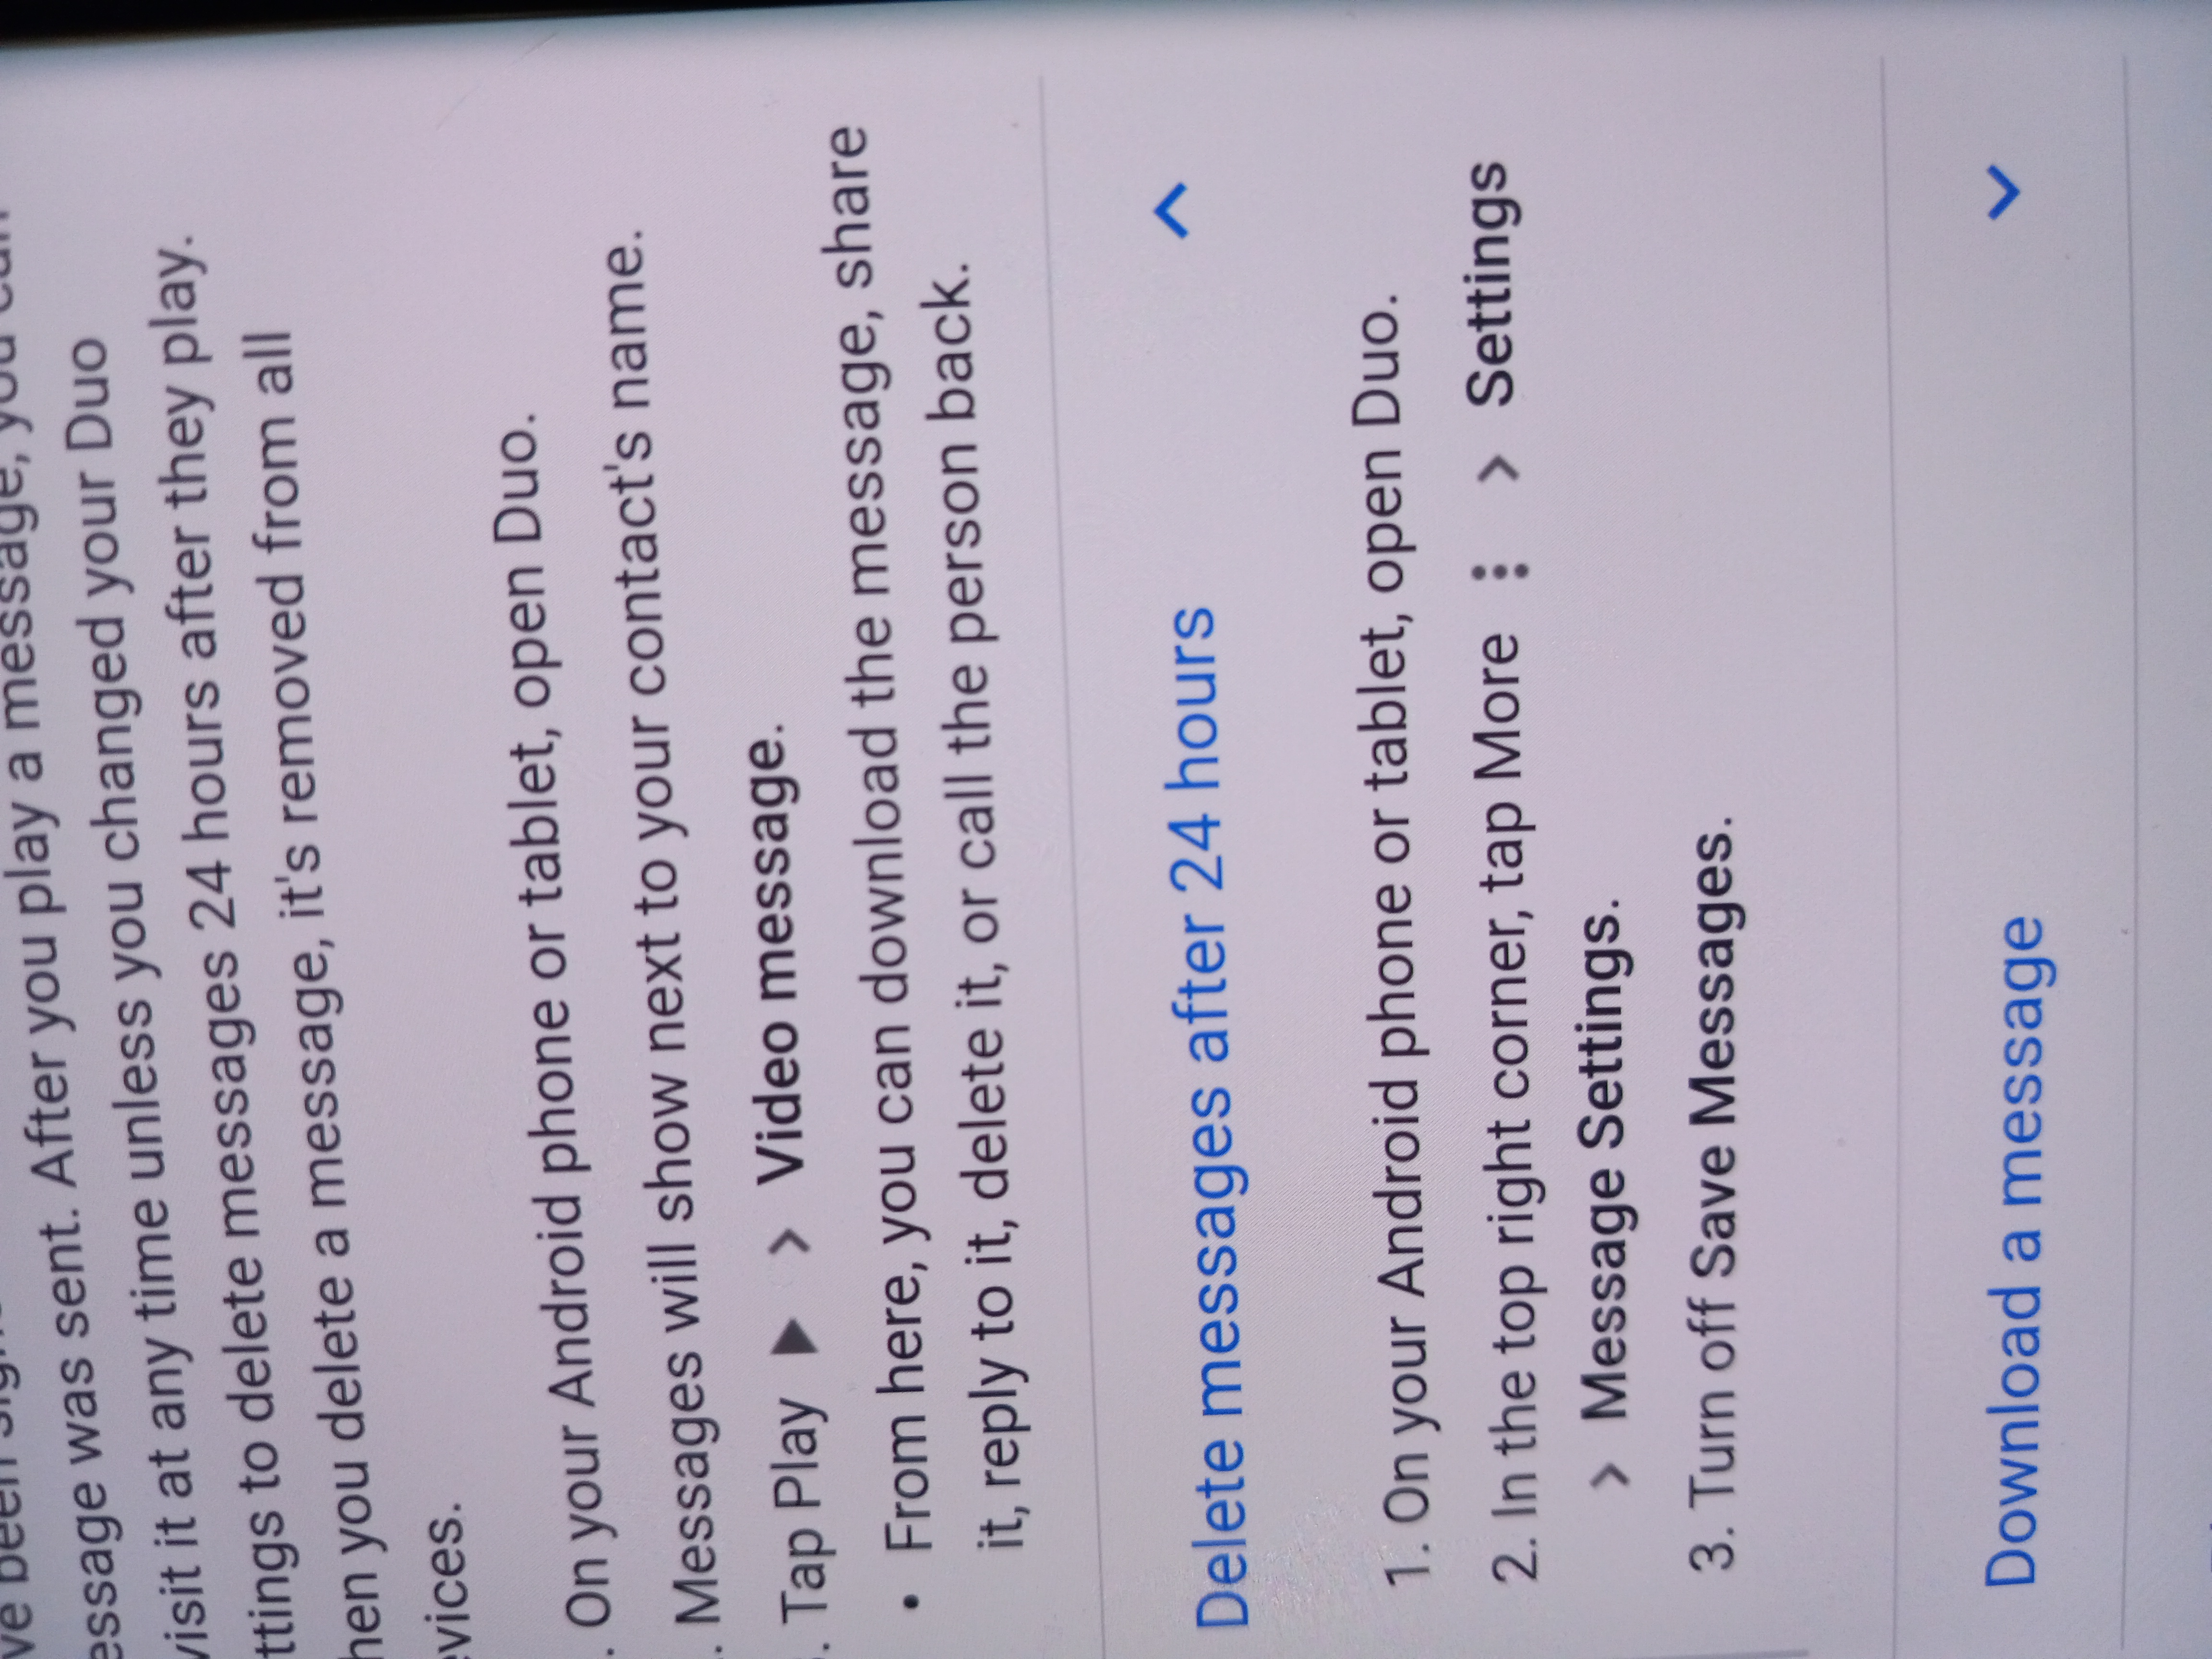 been
essage was sent. After you play a message, you can
visit it at any time unless you changed your Duo
ttings to delete messages 24 hours after they play.
hen you delete a message, it's removed from all
evices.
. On your Android phone or tablet, open Duo.
. Messages will show next to your contact's name.
. Tap Play ▶ > Video message.
• From here, you can download the message, share
it, reply to it, delete it, or call the person back.
Delete messages after 24 hours
1. On your Android phone or tablet, open Duo.
2. In the top right corner, tap More ⋮ > Settings
> Message Settings.
3. Turn off Save Messages.
Download a message